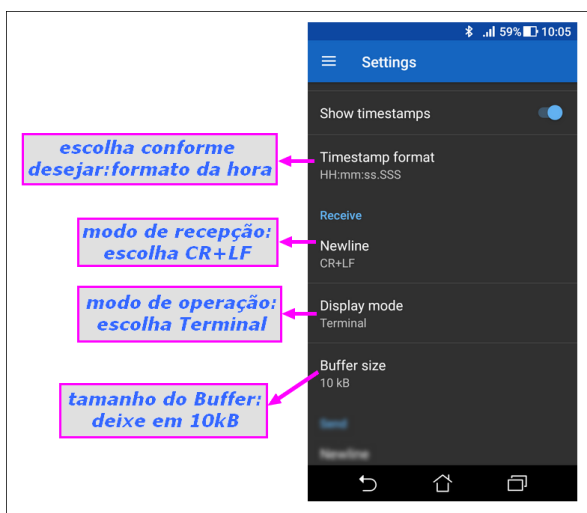 59% 10:05
Settings
Show timestamps
escolha conforme
desejar:formato da hora
Timestamp format
HH:mm:ss.SSS
Receive
modo de recepção:
escolha CR+LF
Newline
CR+LF
modo de operação:
escolha Terminal
Display mode
Terminal
Buffer size
10 kB
tamanho do Buffer:
deixe em 10kB
Send
Newline